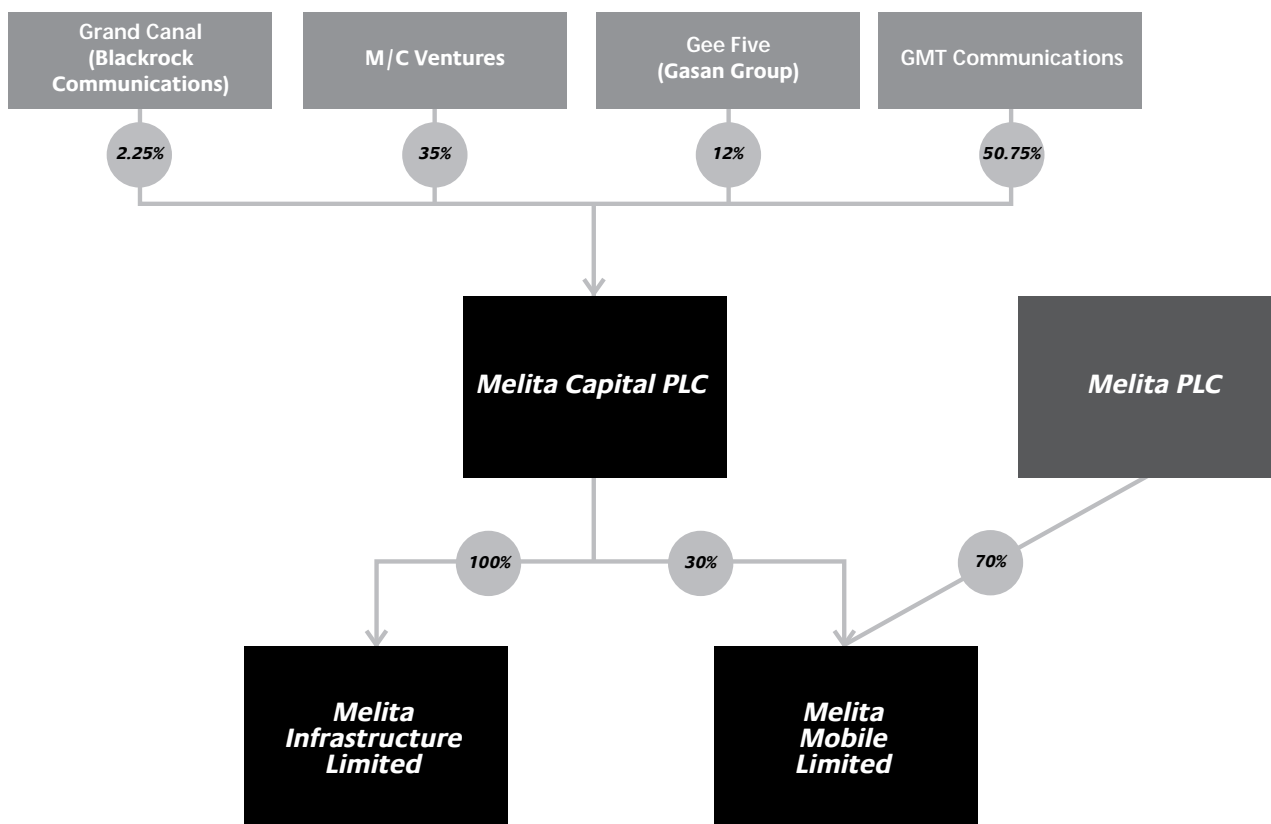 Grand Canal
(Blackrock
Communications)
M/C Ventures
Gee Five
(Gasan Group)
GMT Communications
2.25%
35%
12%
50.75%
Melita Capital PLC
Melita PLC
100%
30%
70%
Melita
Infrastructure
Limited
Melita
Mobile
Limited